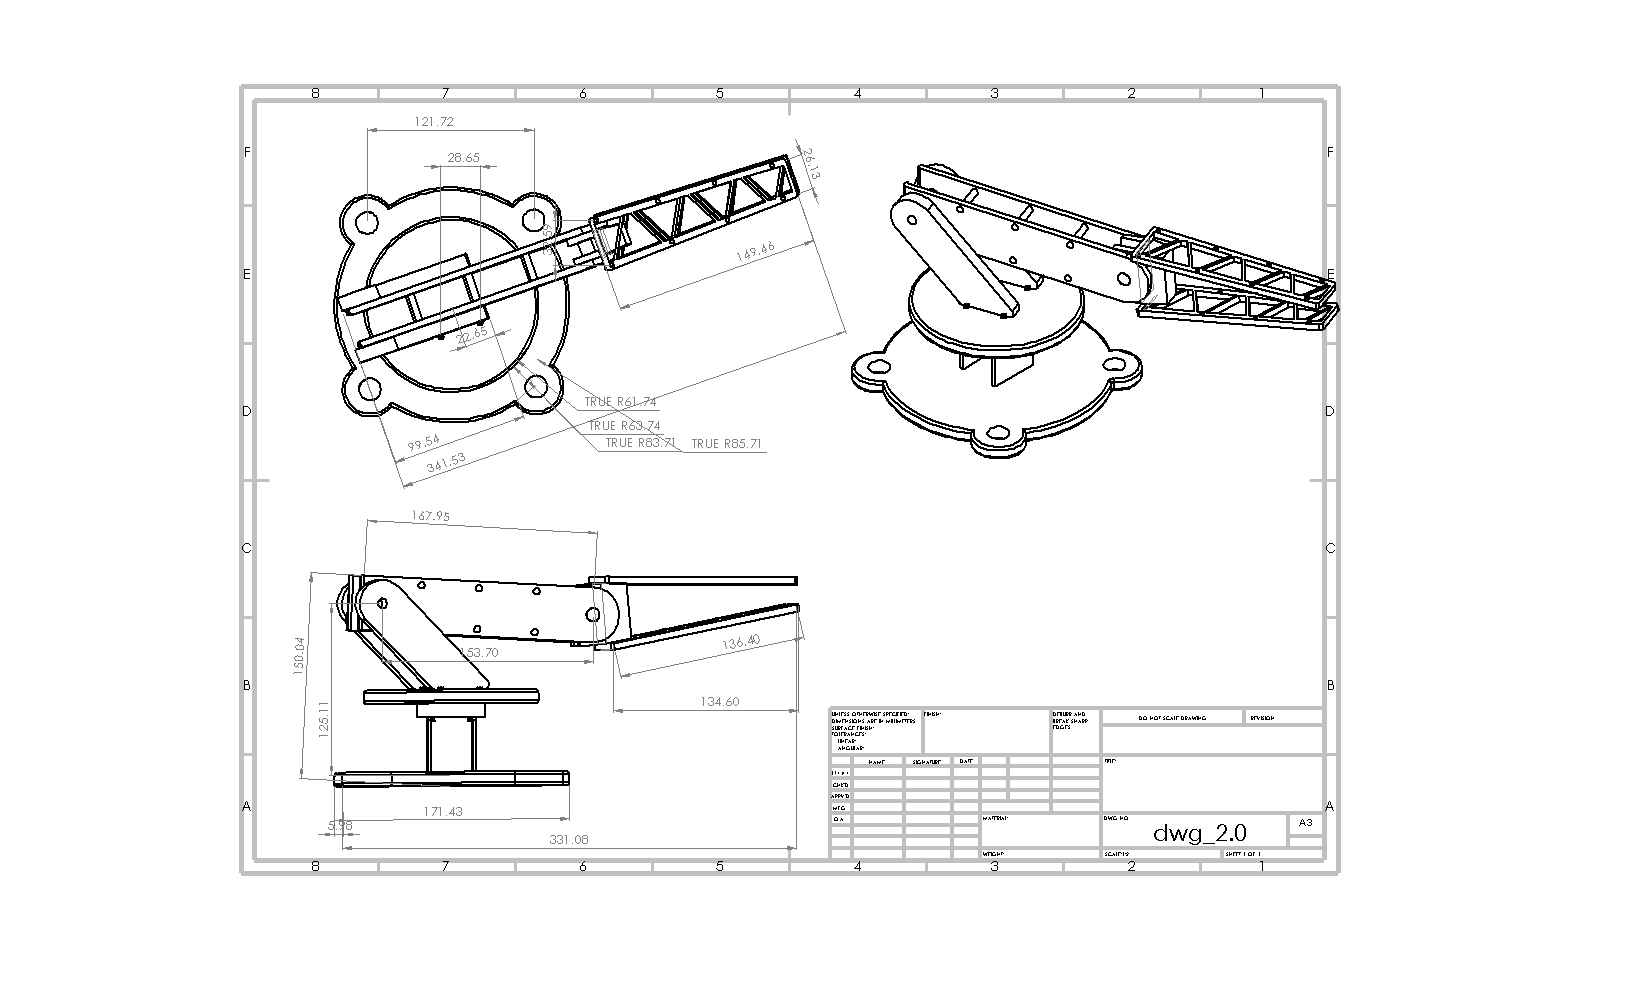 8 7 6 5 4 3 2 1
F F
E E
D D
C C
B B
A A
121.72
28.65
26.13
149.46
22.65
TRUE R61.74
TRUE R63.74
TRUE R83.71 TRUE R85.71
99.54
341.53
167.95
150.04
125.11
153.70
136.40
134.60
171.43
5.98
331.08
UNLESS OTHERWISE SPECIFIED:
DIMENSIONS ARE IN MILLIMETERS
SURFACE FINISH:
TOLERANCES:
LINEAR:
ANGULAR:
FINISH:
DEBURR AND
BREAK SHARP
EDGES
DO NOT SCALE DRAWING
REVISION
NAME
SIGNATURE
DATE
TITLE:
CHK'D
APPV'D
MFG
Q.A
MATERIAL:
DWG NO.
dwg_2.0
A3
WEIGHT:
SCALE:1:2
SHEET 1 OF 1
8 7 6 5 4 3 2 1